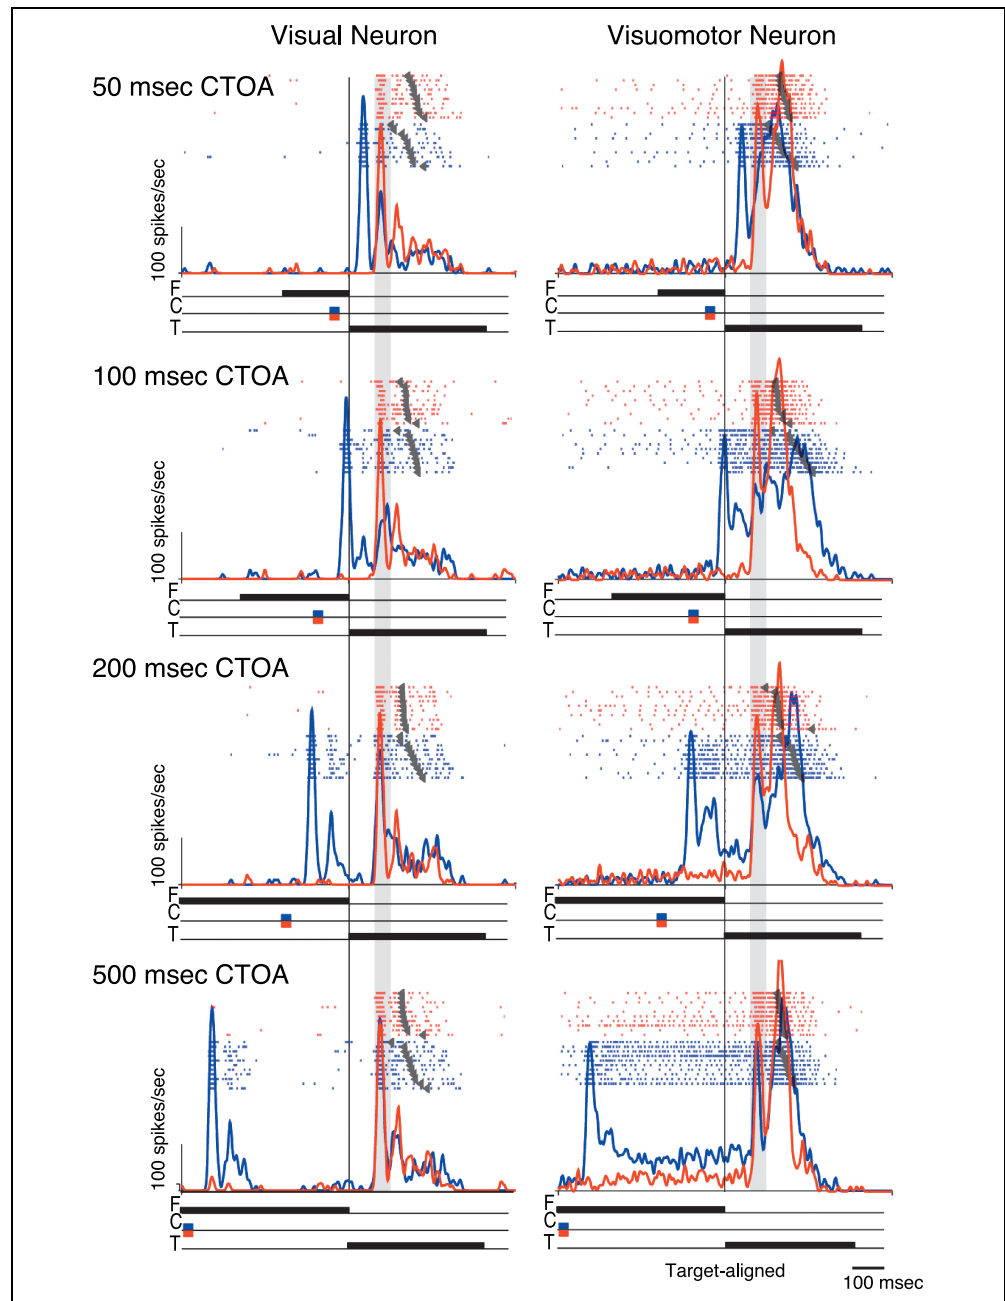 Visual Neuron
Visuomotor Neuron
50 msec CTOA
100 spikes/sec
F
C
T
F
C
T
100 msec CTOA
100 spikes/sec
F
C
T
F
C
T
200 msec CTOA
100 spikes/sec
F
C
T
F
C
T
500 msec CTOA
100 spikes/sec
F
C
T
F
C
T
Target-aligned
100 msec